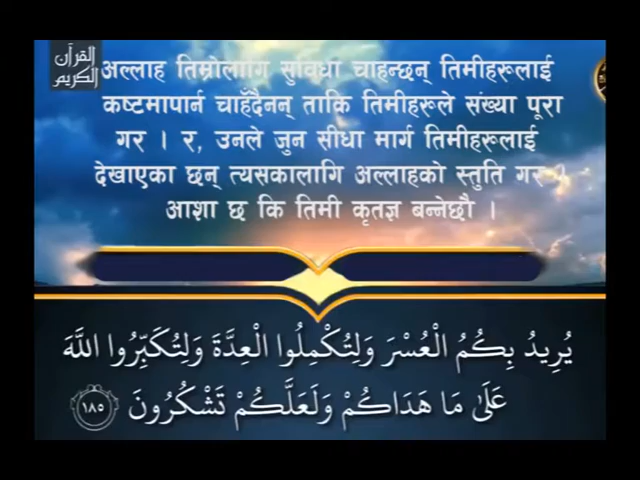 القرآن
الكريم
अल्लाह तिम्रोलागि सुविधा चाहन्छन् तिमीहरूलाई
कष्टमापार्न चाहँदैनन् ताकि तिमीहरूले संख्या पूरा
गर । र, उनले जुन सीधा मार्ग तिमीहरूलाई
देखाएका छन् त्यसकालागि अल्लाहको स्तुति गर ?
आशा छ कि तिमी कृतज्ञ बन्नेछौ ।
يُرِيدُ بِكُمُ الْعُسْرَ وَلِتُكْمِلُوا الْعِدَّةَ وَلِتُكَبِّرُوا اللَّهَ
عَلَىٰ مَا هَدَاكُمْ وَلَعَلَّكُمْ تَشْكُرُونَ ١٨٥